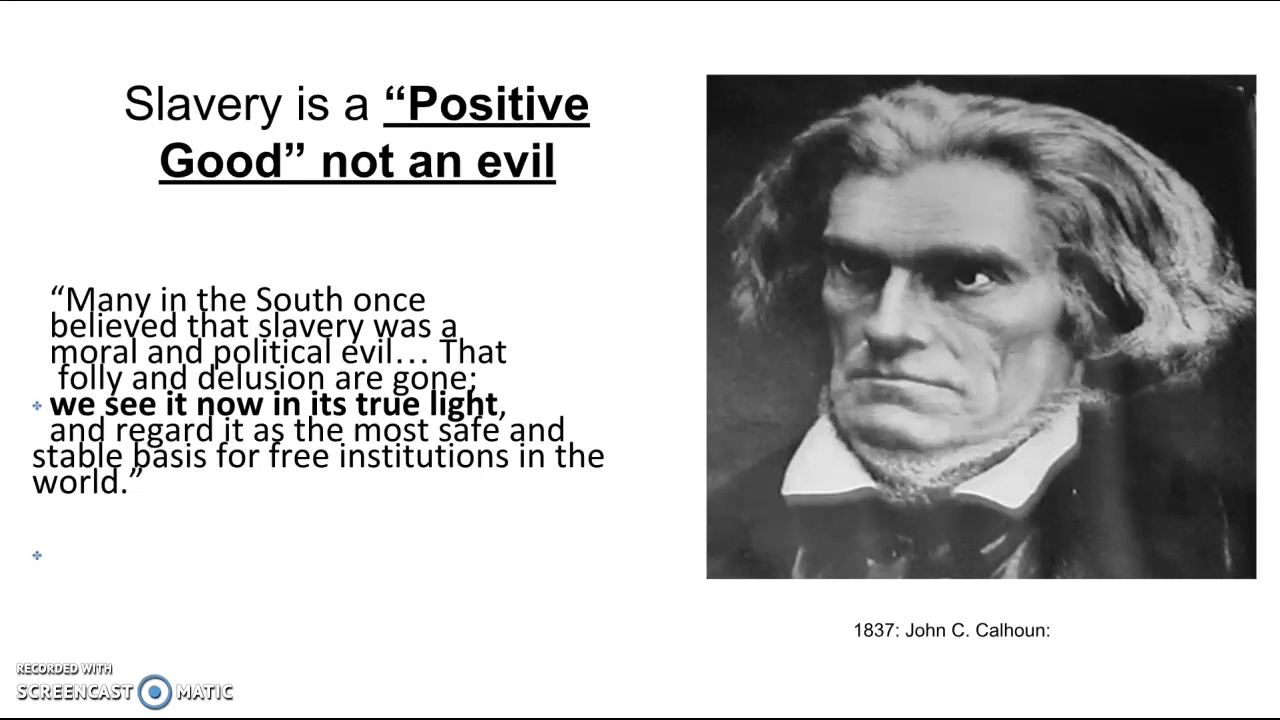 Slavery is a “Positive
Good” not an evil
“Many in the South once
believed that slavery was a
moral and political evil… That
folly and delusion are gone;
we see it now in its true light,
and regard it as the most safe and
stable basis for free institutions in the
world.”
1837: John C. Calhoun:
RECORDED WITH
SCREENCAST MATIC